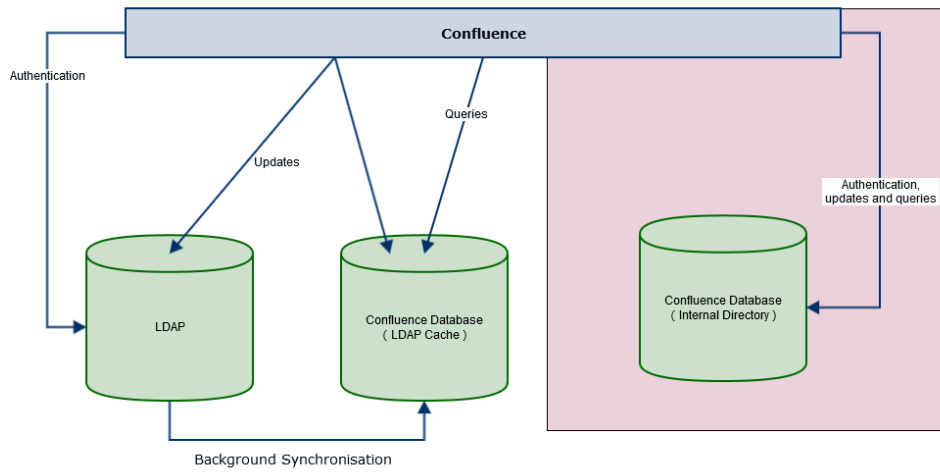 Confluence
Authentication
Queries
Updates
Authentication,
updates and queries
LDAP
Confluence Database
( LDAP Cache )
Confluence Database
( Internal Directory )
Background Synchronisation